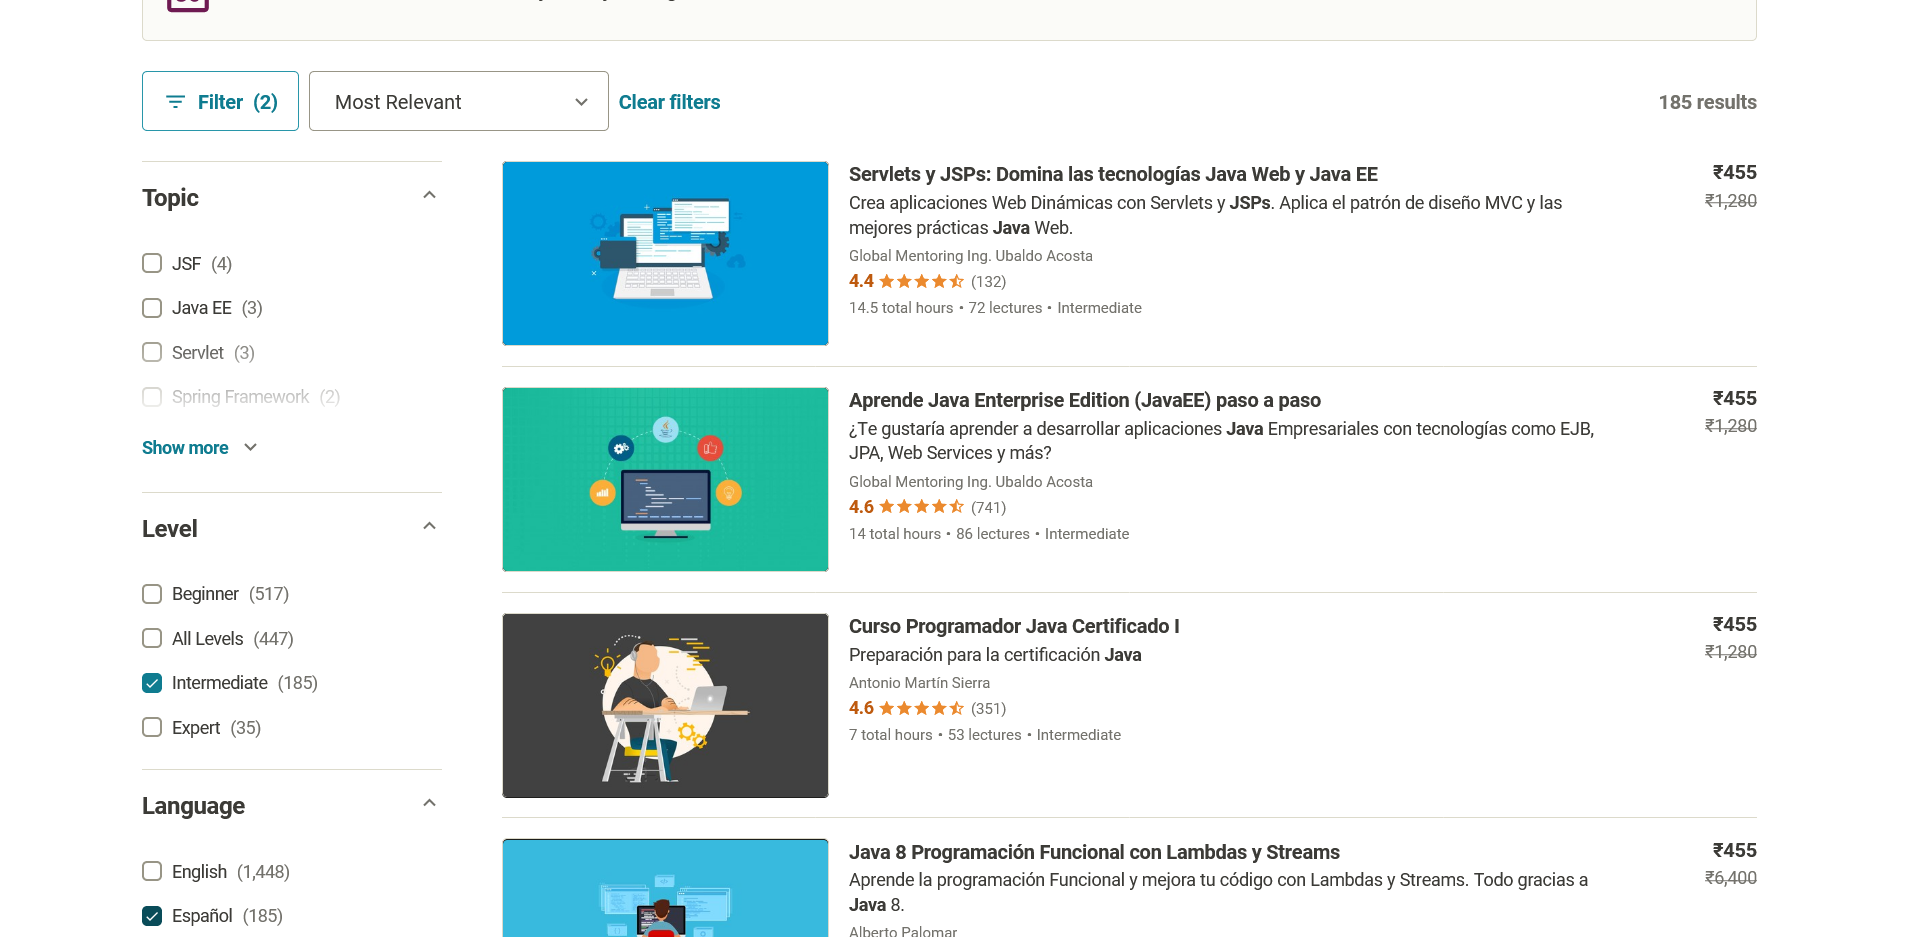 Filter (2)
Most Relevant
Clear filters
185 results
Topic
JSF (4)
Java EE (3)
Servlet (3)
Spring Framework (2)
Show more
Level
Beginner (517)
All Levels (447)
Intermediate (185)
Expert (35)
Language
English (1,448)
Español (185)
Servlets y JSPs: Domina las tecnologías Java Web y Java EE
₹455
Crea aplicaciones Web Dinámicas con Servlets y JSPs. Aplica el patrón de diseño MVC y las
₹1,280
mejores prácticas Java Web.
Global Mentoring Ing. Ubaldo Acosta
4.4 (132)
14.5 total hours • 72 lectures • Intermediate
Aprende Java Enterprise Edition (JavaEE) paso a paso
₹455
¿Te gustaría aprender a desarrollar aplicaciones Java Empresariales con tecnologías como EJB,
₹1,280
JPA, Web Services y más?
Global Mentoring Ing. Ubaldo Acosta
4.6 (741)
14 total hours • 86 lectures • Intermediate
Curso Programador Java Certificado I
₹455
Preparación para la certificación Java
₹1,280
Antonio Martín Sierra
4.6 (351)
7 total hours • 53 lectures • Intermediate
Java 8 Programación Funcional con Lambdas y Streams
₹455
Aprende la programación Funcional y mejora tu código con Lambdas y Streams. Todo gracias a
₹6,400
Java 8.
Alberto Palomar